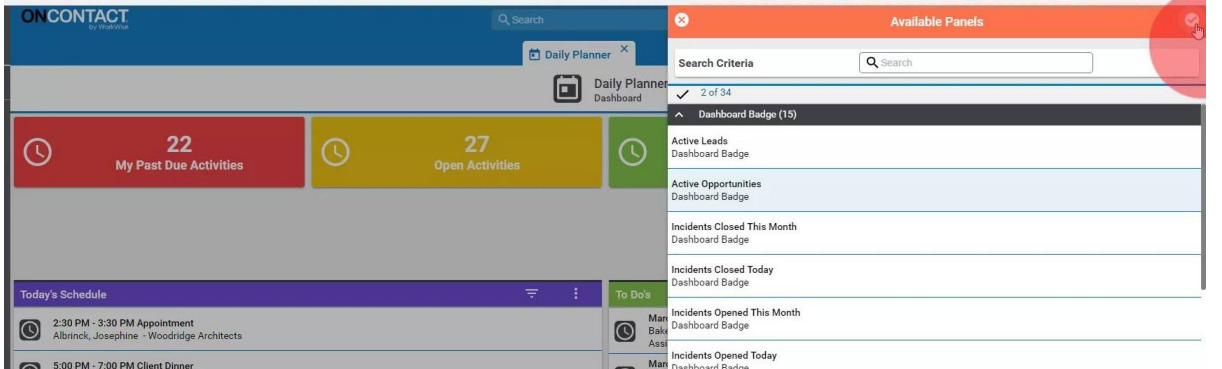 ONCONTACT
by WorkWise
Search
Daily Planner
Daily Planner
Dashboard
22
My Past Due Activities
27
Open Activities
Today's Schedule
2:30 PM - 3:30 PM Appointment
Albrinck, Josephine - Woodridge Architects
5:00 PM - 7:00 PM Client Dinner
To Do's
Available Panels
Search Criteria
Search
2 of 34
Dashboard Badge (15)
Active Leads
Dashboard Badge
Active Opportunities
Dashboard Badge
Incidents Closed This Month
Dashboard Badge
Incidents Closed Today
Dashboard Badge
Incidents Opened This Month
Dashboard Badge
Incidents Opened Today
Dashboard Badge